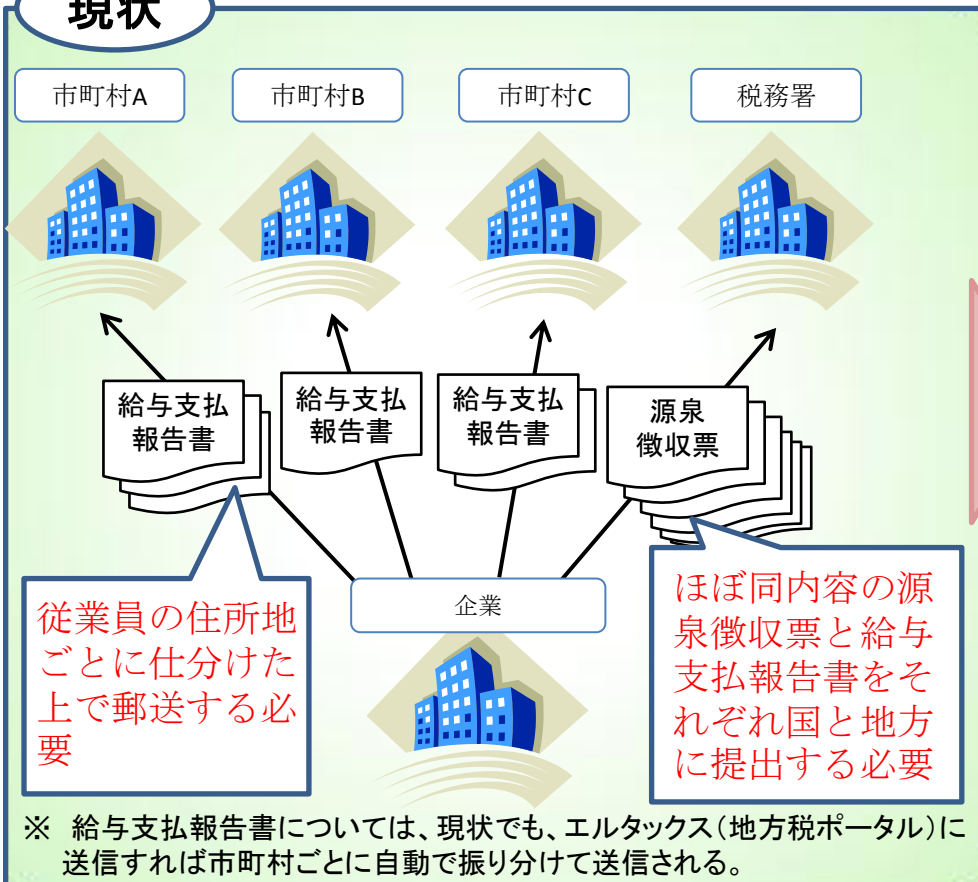 現状
市町村A
市町村B
市町村C
税務署
給与支払
報告書
給与支払
報告書
給与支払
報告書
源泉
徴収票
従業員の住所地
ごとに仕分けた
上で郵送する必
要
企業
ほぼ同内容の源
泉徴収票と給与
支払報告書をそ
れぞれ国と地方
に提出する必要
※　給与支払報告書については、現状でも、エルタックス（地方税ポータル）に
送信すれば市町村ごとに自動で振り分けて送信される。